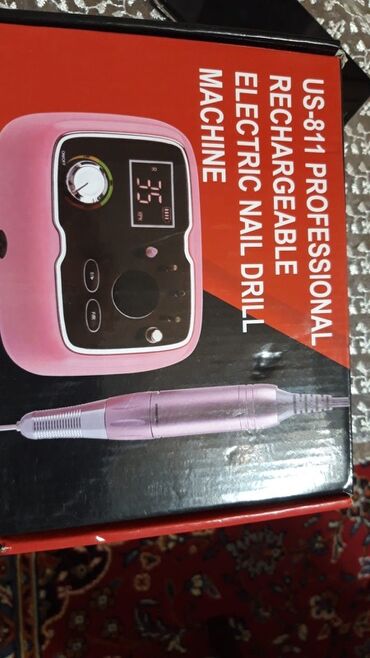 US-811 PROFESSIONAL
RECHARGEABLE
ELECTRIC NAIL DRILL
MACHINE
35